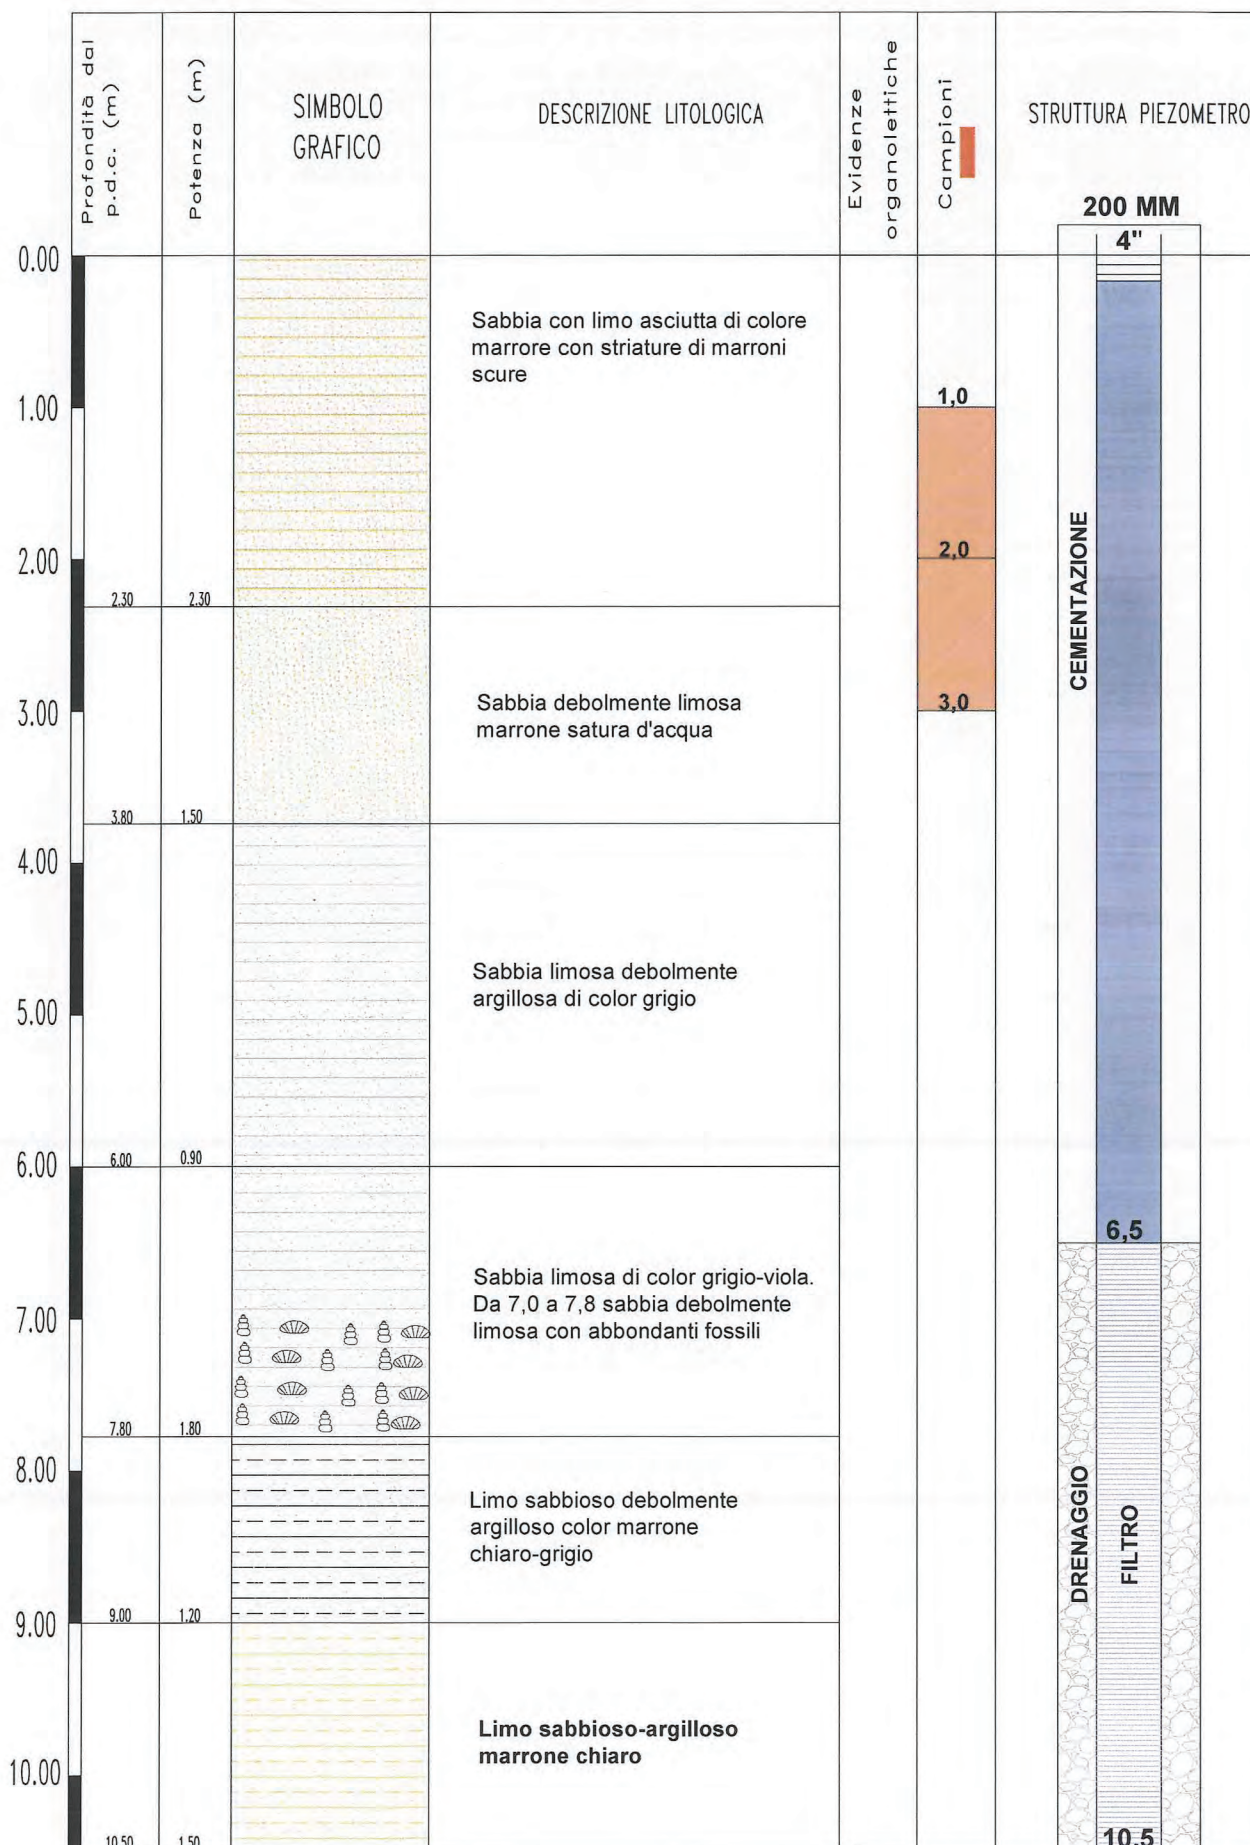 Profondità dal
p.d.c. (m)
Potenza (m)
SIMBOLO
GRAFICO
DESCRIZIONE LITOLOGICA
Evidenze
organolettiche
Campioni
STRUTTURA PIEZOMETRO
200 MM
4"
0.00
Sabbia con limo asciutta di colore
marrore con striature di marroni
scure
1.00
1,0
2.00
2,0
CEMENTAZIONE
2.30
2.30
Sabbia debolmente limosa
marrone satura d'acqua
3.00
3,0
3.80
1.50
4.00
Sabbia limosa debolmente
argillosa di color grigio
5.00
6.00
6.00
0.90
6,5
Sabbia limosa di color grigio-viola.
Da 7,0 a 7,8 sabbia debolmente
limosa con abbondanti fossili
7.00
7.80
1.80
8.00
Limo sabbioso debolmente
argilloso color marrone
chiaro-grigio
DRENAGGIO
FILTRO
9.00
9.00
1.20
Limo sabbioso-argilloso
marrone chiaro
10.00
10.50
1.50
10,5